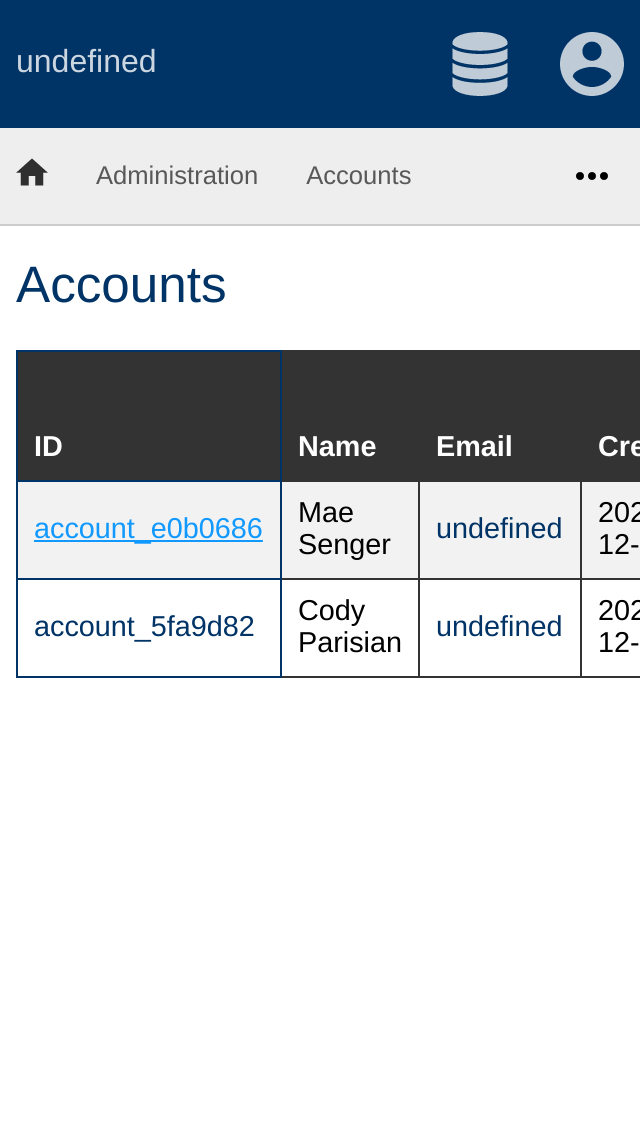 undefined
Administration Accounts
Accounts
ID Name Email Cre
account_e0b0686 Mae Senger undefined 202 12-
account_5fa9d82 Cody Parisian undefined 202 12-